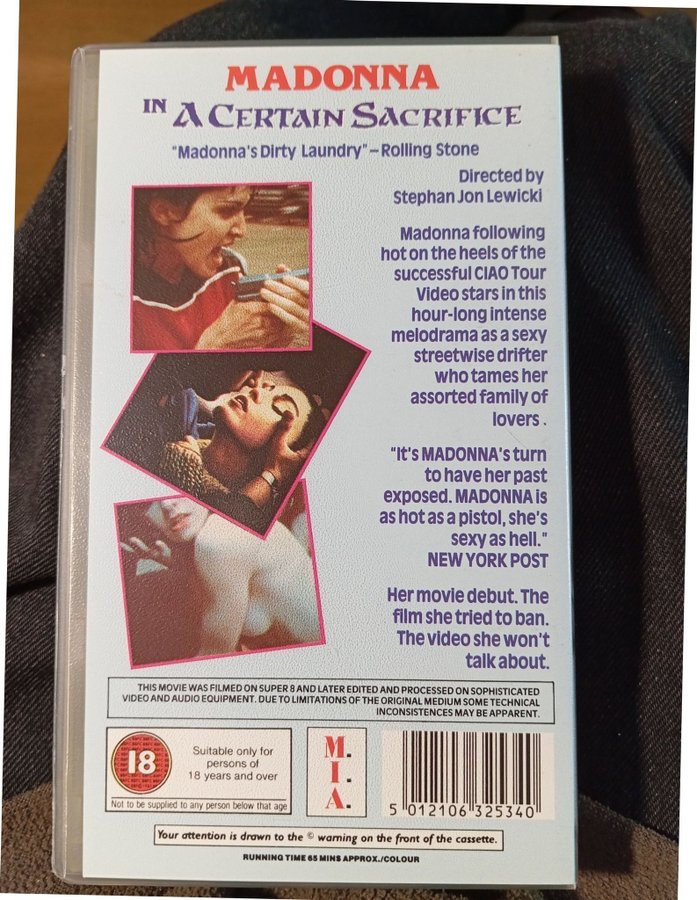 MADONNA
IN A CERTAIN SACRIFICE
"Madonna's Dirty Laundry" – Rolling Stone
Directed by
Stephan Jon Lewicki
Madonna following
hot on the heels of the
successful CIAO Tour
Video stars in this
hour-long intense
melodrama as a sexy
streetwise drifter
who tames her
assorted family of
lovers .
"It's MADONNA's turn
to have her past
exposed. MADONNA is
as hot as a pistol, she's
sexy as hell."
NEW YORK POST
Her movie debut. The
film she tried to ban.
The video she won't
talk about.
THIS MOVIE WAS FILMED ON SUPER 8 AND LATER EDITED AND PROCESSED ON SOPHISTICATED
VIDEO AND AUDIO EQUIPMENT. DUE TO LIMITATIONS OF THE ORIGINAL MEDIUM SOME TECHNICAL
INCONSISTENCES MAY BE APPARENT.
18
Suitable only for
persons of
18 years and over
Not to be supplied to any person below that age
M.
I.
A.
5 012106 325340
Your attention is drawn to the © warning on the front of the cassette.
RUNNING TIME 65 MINS APPROX./COLOUR